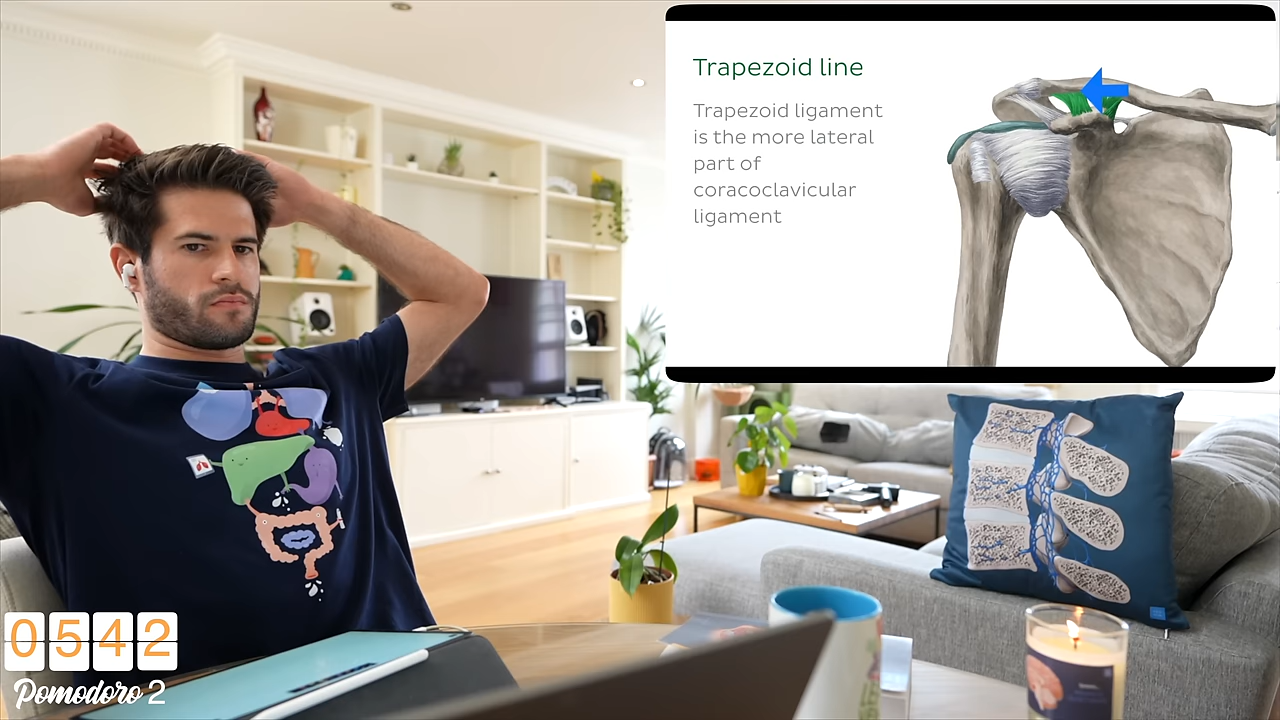 Trapezoid line
Trapezoid ligament
is the more lateral
part of
coracoclavicular
ligament
0542
Pomodoro 2